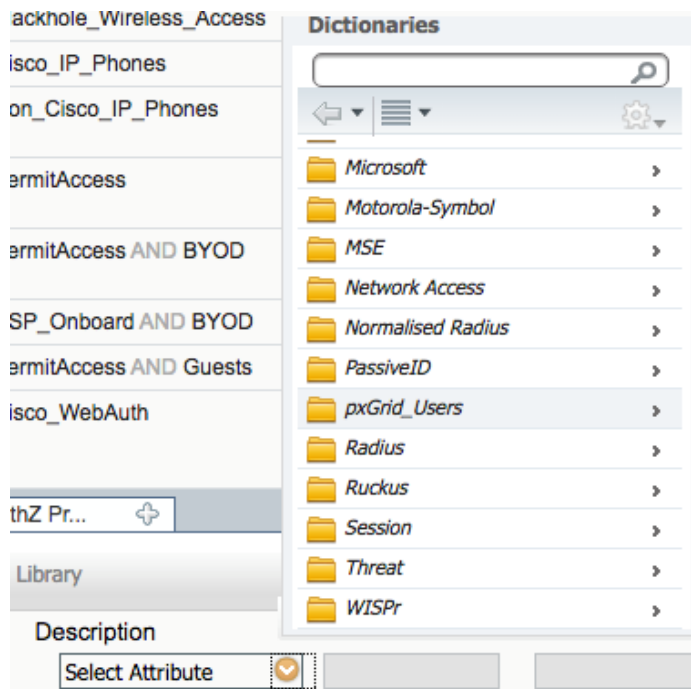 ackhole_Wireless_Access
isco_IP_Phones
on_Cisco_IP_Phones
ermitAccess
ermitAccess AND BYOD
SP_Onboard AND BYOD
ermitAccess AND Guests
isco_WebAuth
thZ Pr...
Library
Description
Select Attribute
Dictionaries
Microsoft
Motorola-Symbol
MSE
Network Access
Normalised Radius
PassiveID
pxGrid_Users
Radius
Ruckus
Session
Threat
WISPr